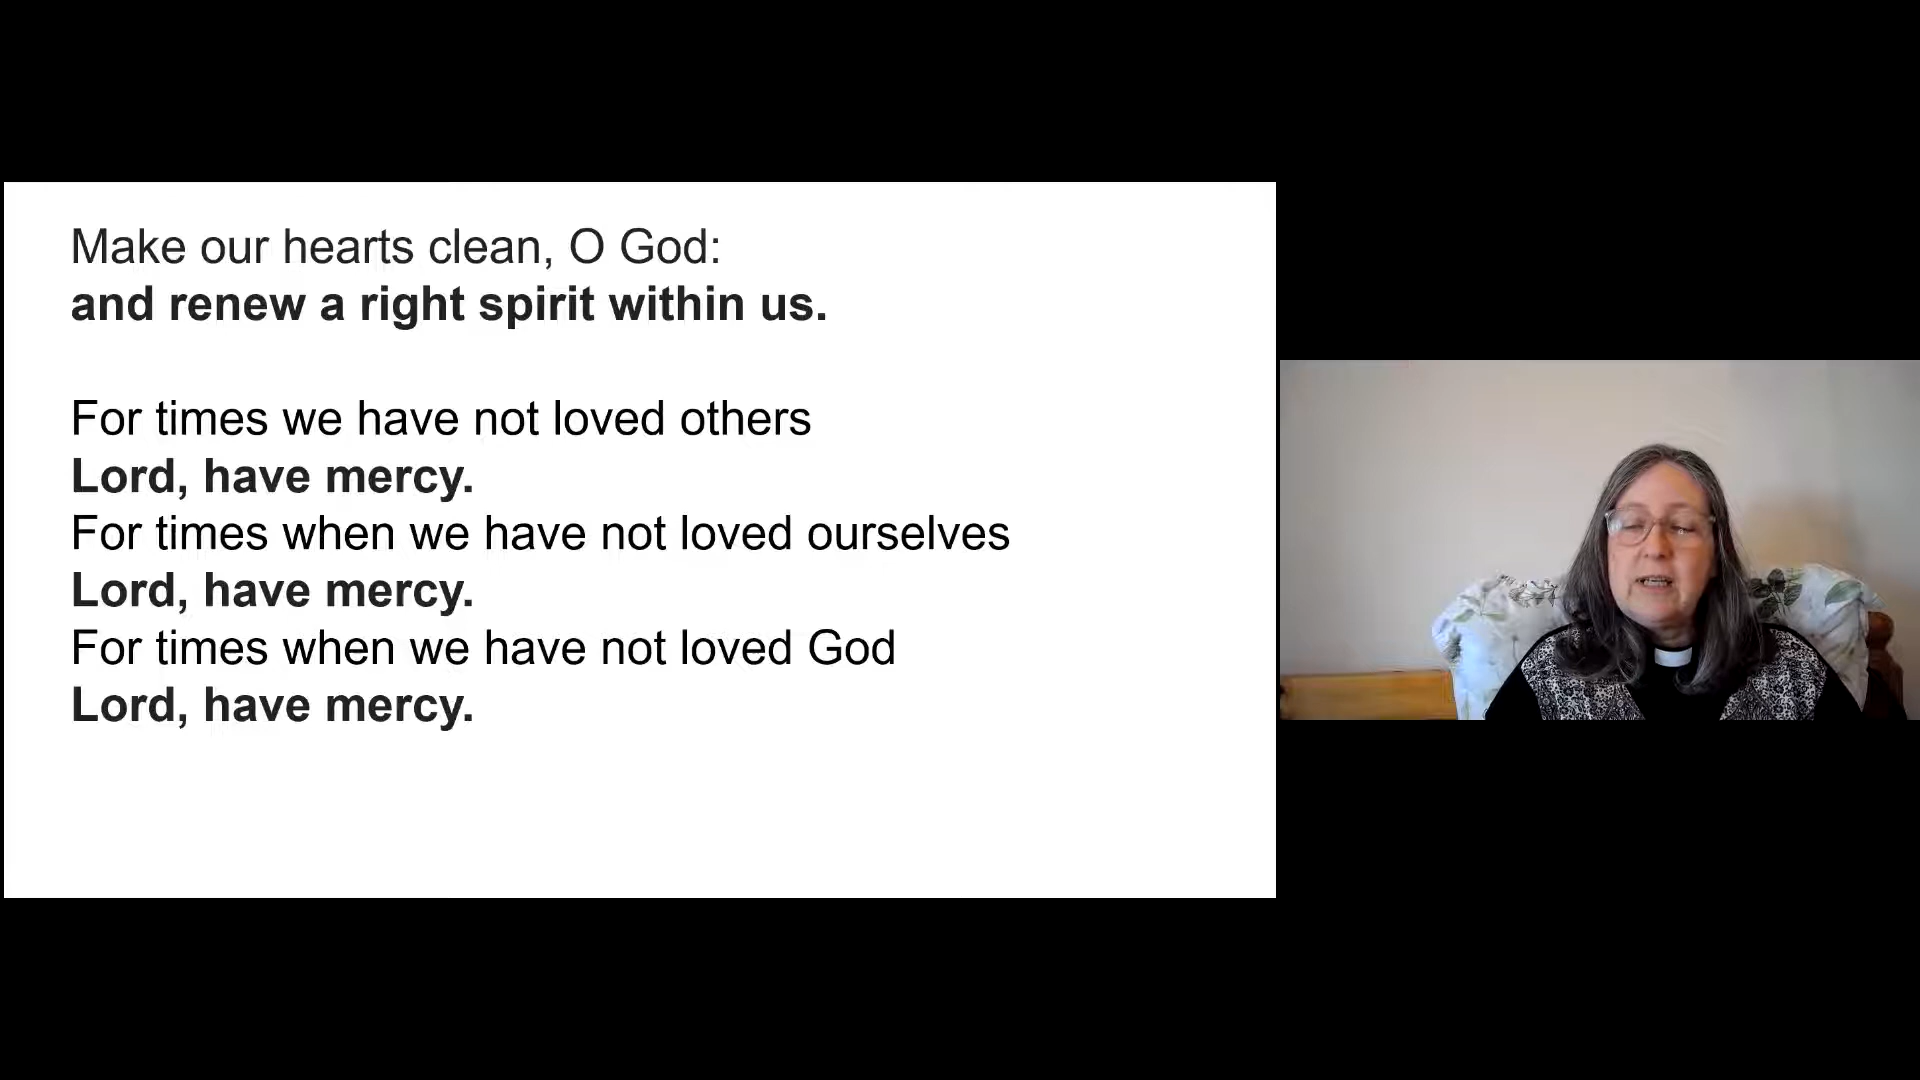 Make our hearts clean, O God:
and renew a right spirit within us.
For times we have not loved others
Lord, have mercy.
For times when we have not loved ourselves
Lord, have mercy.
For times when we have not loved God
Lord, have mercy.